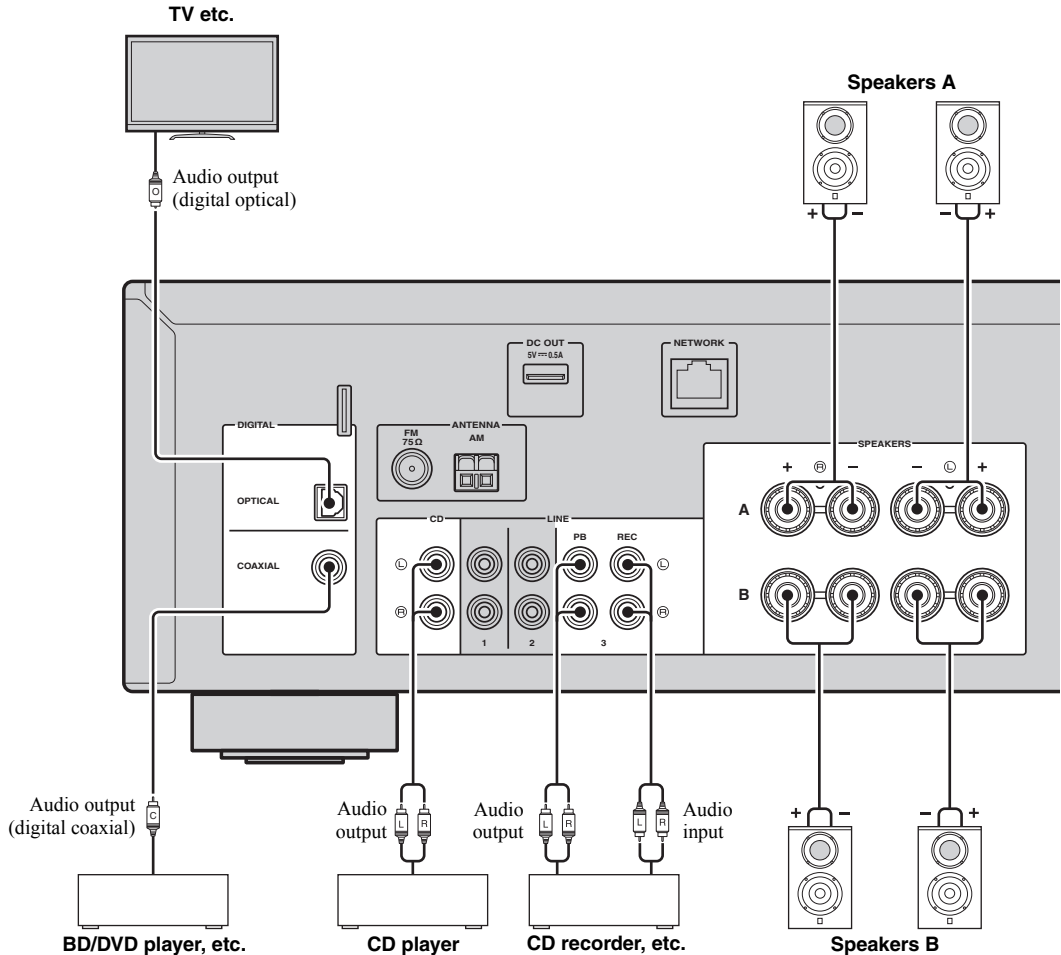 TV etc.
Speakers A
Audio output
(digital optical)
O
+ − − +
DC OUT
5V ⎓ 0.5A
NETWORK
DIGITAL
ANTENNA
FM
75 Ω
AM
SPEAKERS
+ R − − L +
OPTICAL
A
CD
LINE
PB
REC
COAXIAL
L
L
B
R
R
1
2
3
Audio output
(digital coaxial)
C
Audio
output
L R
Audio
output
L R
L R
Audio
input
+ − − +
BD/DVD player, etc.
CD player
CD recorder, etc.
Speakers B